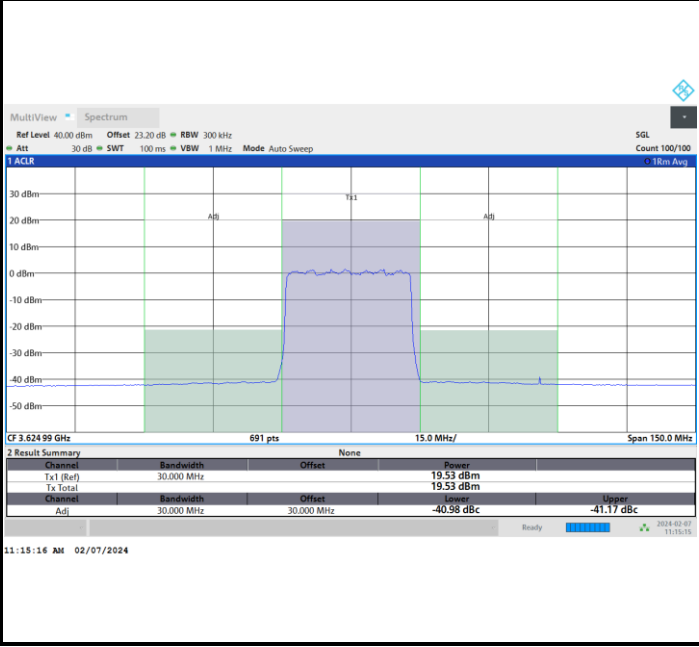 MultiView Spectrum
Ref Level 40.00 dBm Offset 23.20 dB RBW 300 kHz SGL
Att 30 dB SWT 100 ms VBW 1 MHz Mode Auto Sweep Count 100/100
1 ACLR 1Rm Avg
30 dBm
Tx1
20 dBm Adj Adj
10 dBm
0 dBm
-10 dBm
-20 dBm
-30 dBm
-40 dBm
-50 dBm
CF 3.624 99 GHz 691 pts 15.0 MHz/ Span 150.0 MHz
2 Result Summary None
Channel Bandwidth Offset Power
Tx1 (Ref) 30.000 MHz 19.53 dBm
Tx Total 19.53 dBm
Channel Bandwidth Offset Lower Upper
Adj 30.000 MHz 30.000 MHz -40.98 dBc -41.17 dBc
Ready 2024-02-07
11:15:15
11:15:16 AM 02/07/2024